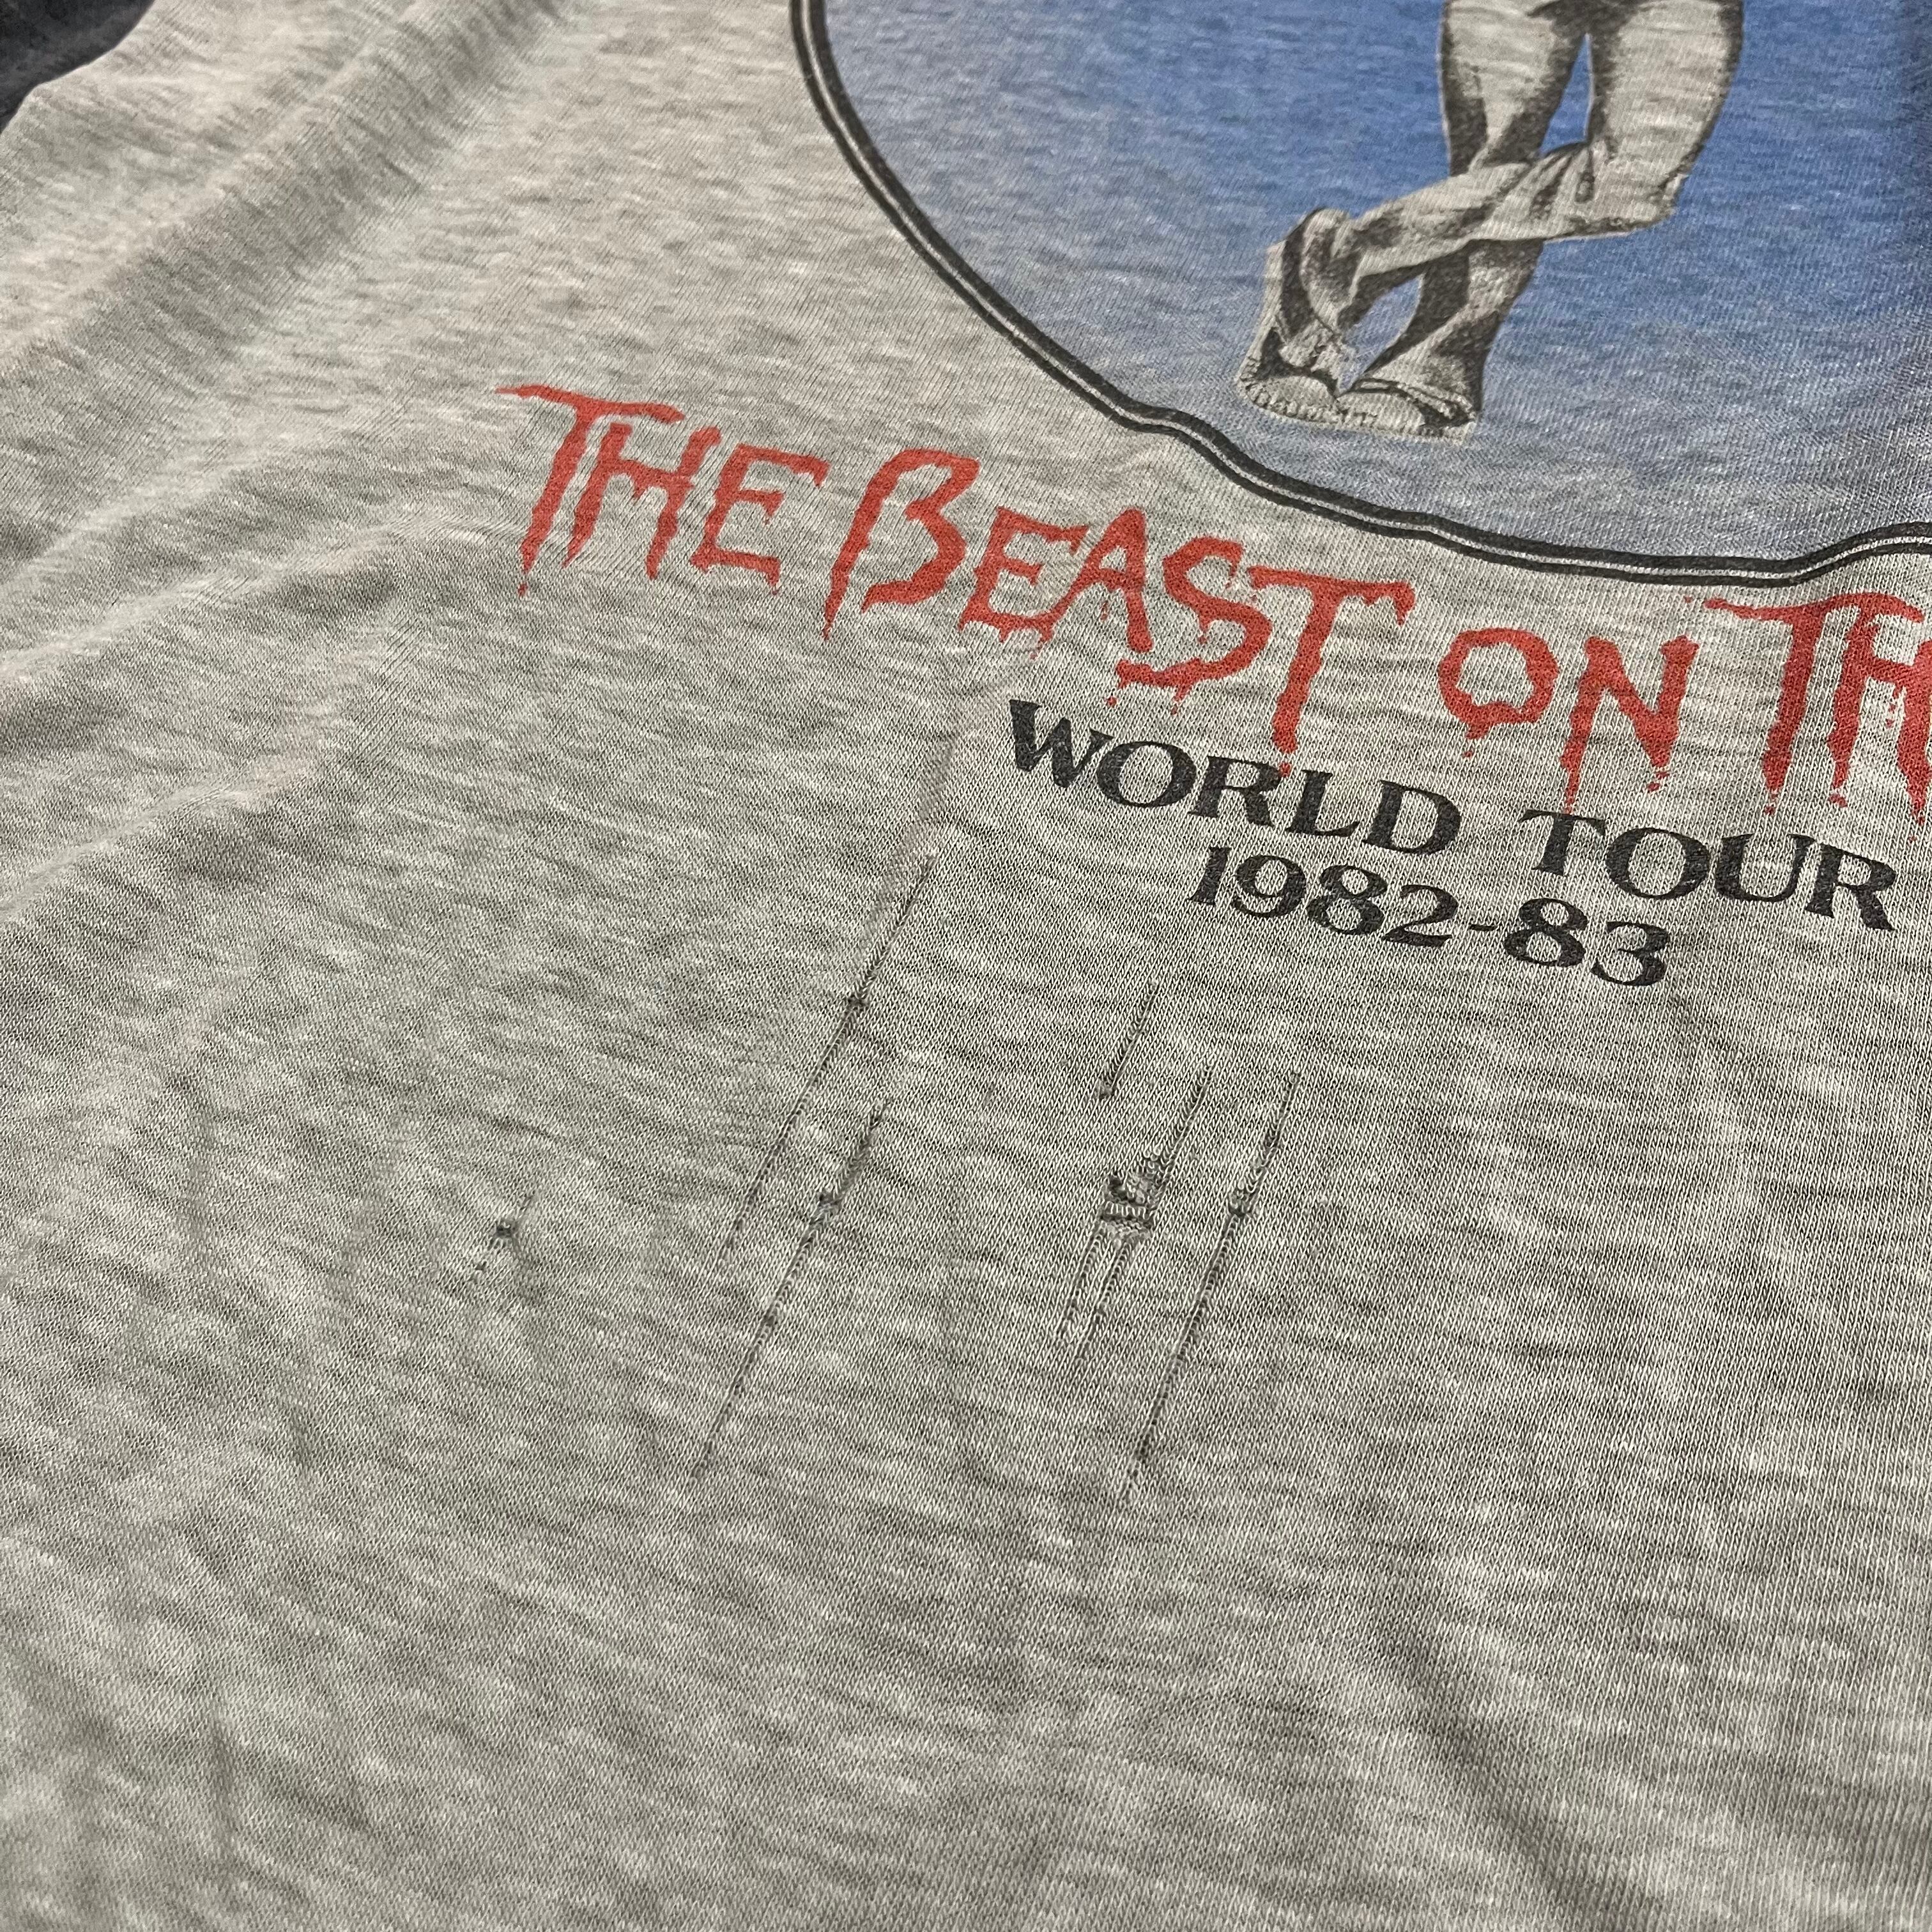 THE BEAST ON TH
WORLD TOUR
1982-83